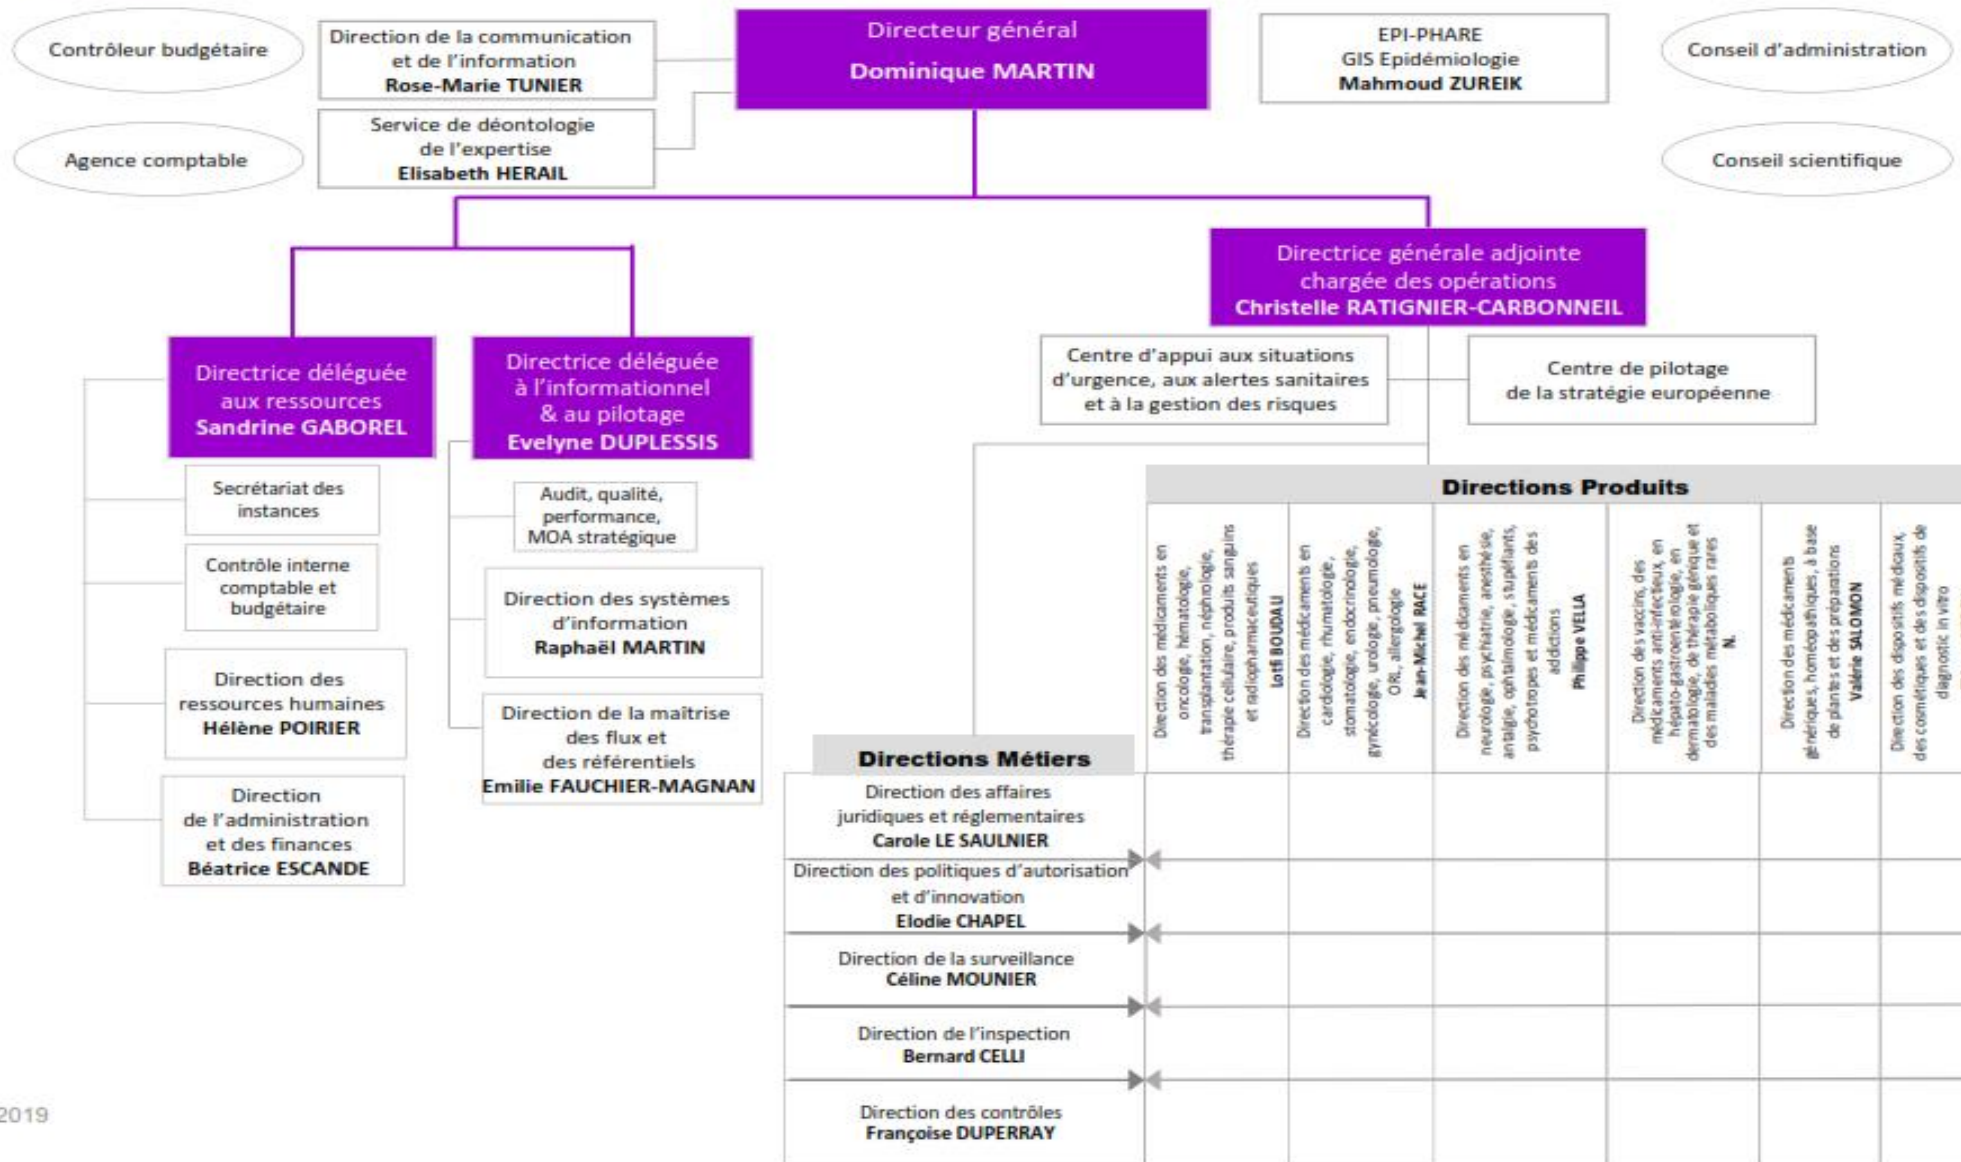 Contrôleur budgétaire
Direction de la communication
et de l'information
Rose-Marie TUNIER
Directeur général
Dominique MARTIN
EPI-PHARE
GIS Epidémiologie
Mahmoud ZUREIK
Conseil d'administration
Agence comptable
Service de déontologie
de l'expertise
Elisabeth HERAIL
Conseil scientifique
Directrice générale adjointe
chargée des opérations
Christelle RATIGNIER-CARBONNEIL
Directrice déléguée
aux ressources
Sandrine GABOREL
Directrice déléguée
à l'informationnel
& au pilotage
Evelyne DUPLESSIS
Centre d'appui aux situations
d'urgence, aux alertes sanitaires
et à la gestion des risques
Centre de pilotage
de la stratégie européenne
Secrétariat des
instances
Contrôle interne
comptable et
budgétaire
Direction des
ressources humaines
Hélène POIRIER
Direction
de l'administration
et des finances
Béatrice ESCANDE
Audit, qualité,
performance,
MOA stratégique
Direction des systèmes
d'information
Raphaël MARTIN
Direction de la maîtrise
des flux et
des référentiels
Emilie FAUCHIER-MAGNAN
Directions Produits
Direction des médicaments en
oncologie, hématologie,
transplantation, néphrologie,
thérapie cellulaire, produits sanguins
et radiopharmaceutiques
Lotfi BOUDALI
Direction des médicaments en
cardiologie, rhumatologie,
stomatologie, endocrinologie,
gynécologie, urologie, pneumologie,
ORL, allergologie
Jean-Michel RACE
Direction des médicaments en
neurologie, psychiatrie, anesthésie,
antalgie, ophtalmologie, stupéfiants,
psychotropes et médicaments des
addictions
Philippe VELLA
Direction des vaccins, des
médicaments anti-infectieux, en
hépato-gastroentérologie, en
dermatologie, de thérapie génique et
des maladies métaboliques rares
N.
Direction des médicaments
génériques, homéopathiques, à base
de plantes et des préparations
Valérie SALOMON
Direction des dispositifs médicaux,
des cosmétiques et des dispositifs de
diagnostic in vitro
Directions Métiers
Direction des affaires
juridiques et réglementaires
Carole LE SAULNIER
Direction des politiques d'autorisation
et d'innovation
Elodie CHAPEL
Direction de la surveillance
Céline MOUNIER
Direction de l'inspection
Bernard CELLI
Direction des contrôles
Françoise DUPERRAY
2019